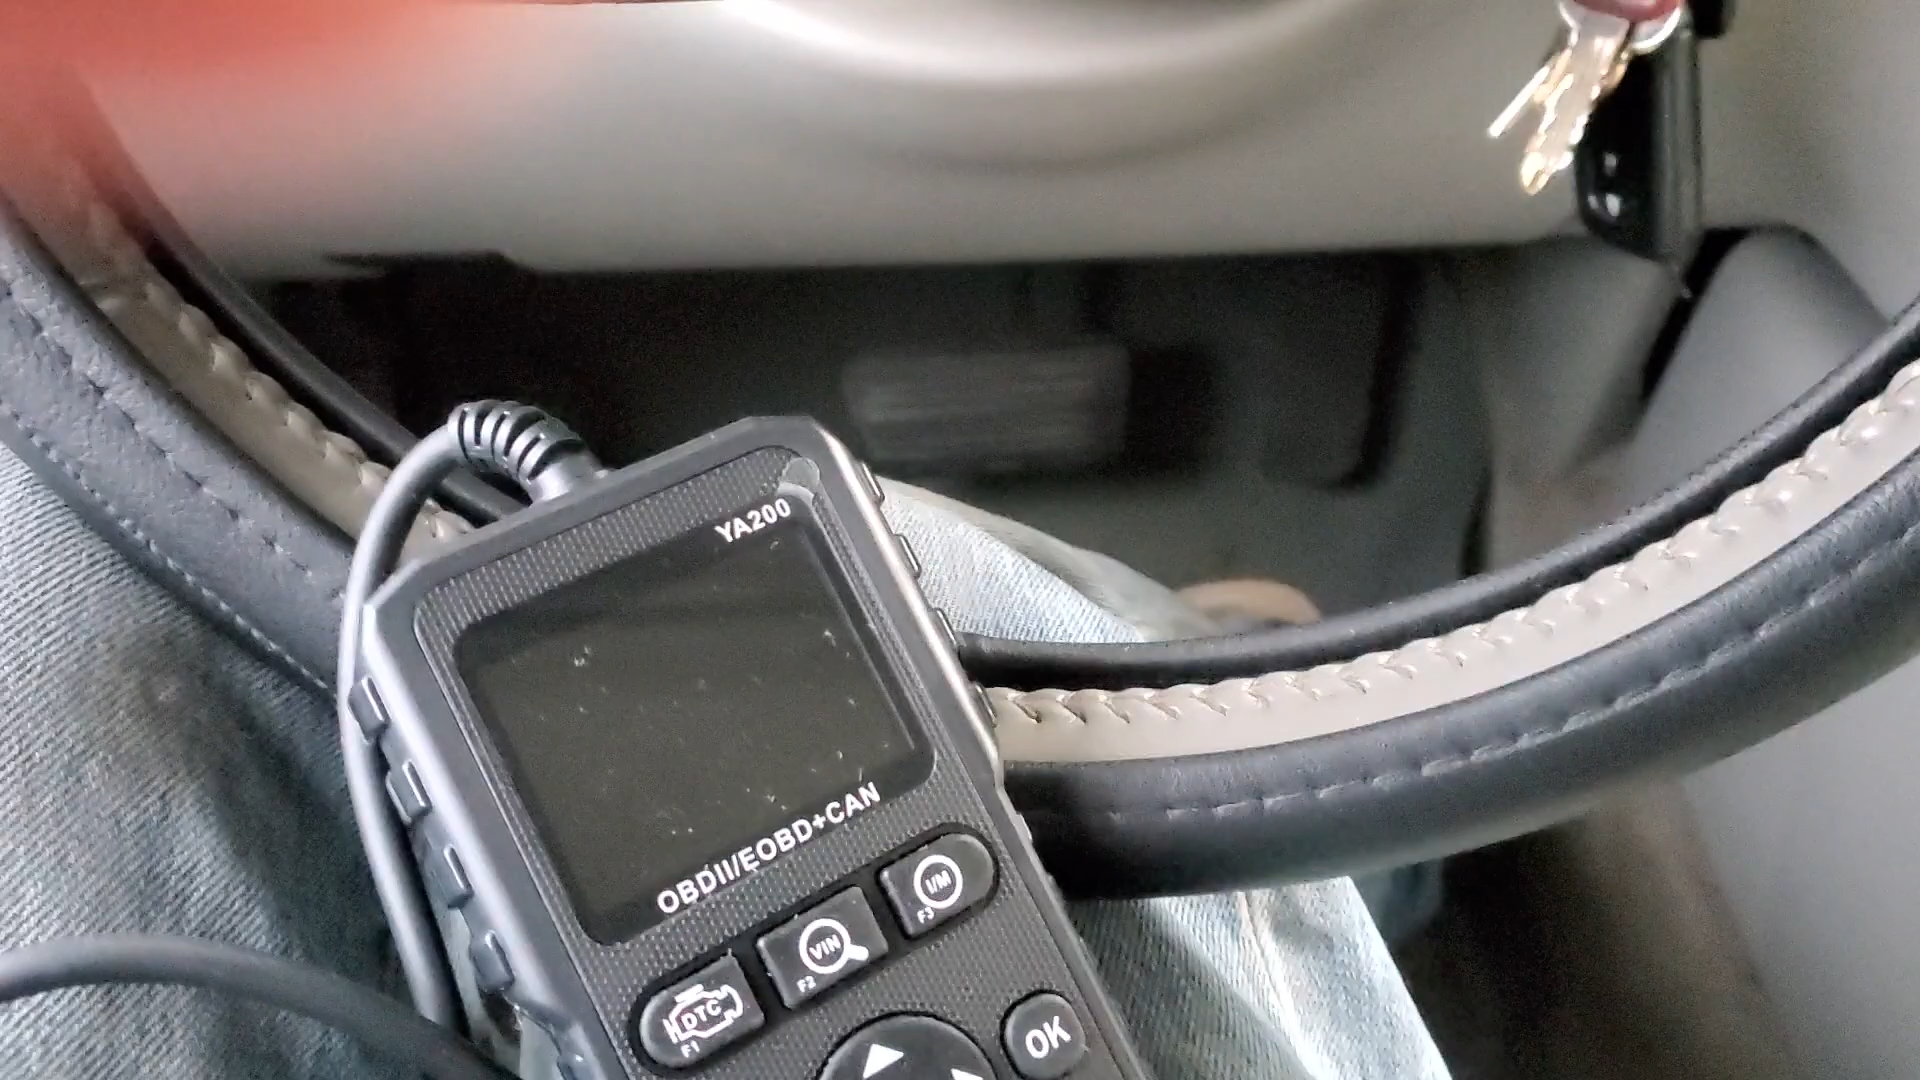 YA200
OBDII/EOBD+CAN
DTC
F1
VIN
F2
I/M
F3
OK